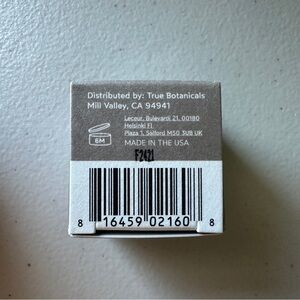 Distributed by: True Botanicals
Mill Valley, CA 94941
Leceur, Bulevardi 21, 00180
Helsinki FI
Plaza 1, Salford M50 3UB UK
6M
MADE IN THE USA
F2421
8 16459 02160 8